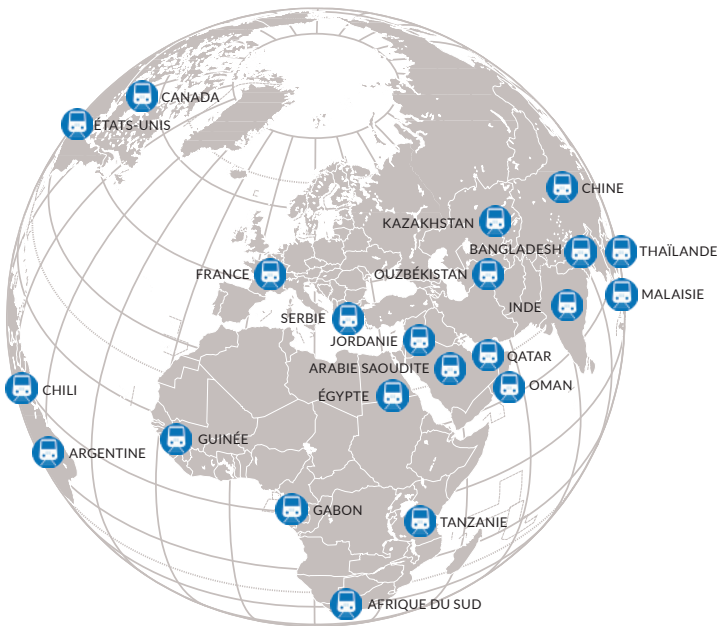 CANADA
ÉTATS-UNIS
CHINE
KAZAKHSTAN
BANGLADESH
THAÏLANDE
FRANCE
OUZBÉKISTAN
MALAISIE
INDE
SERBIE
JORDANIE
QATAR
ARABIE SAOUDITE
OMAN
CHILI
ÉGYPTE
GUINÉE
ARGENTINE
GABON
TANZANIE
AFRIQUE DU SUD